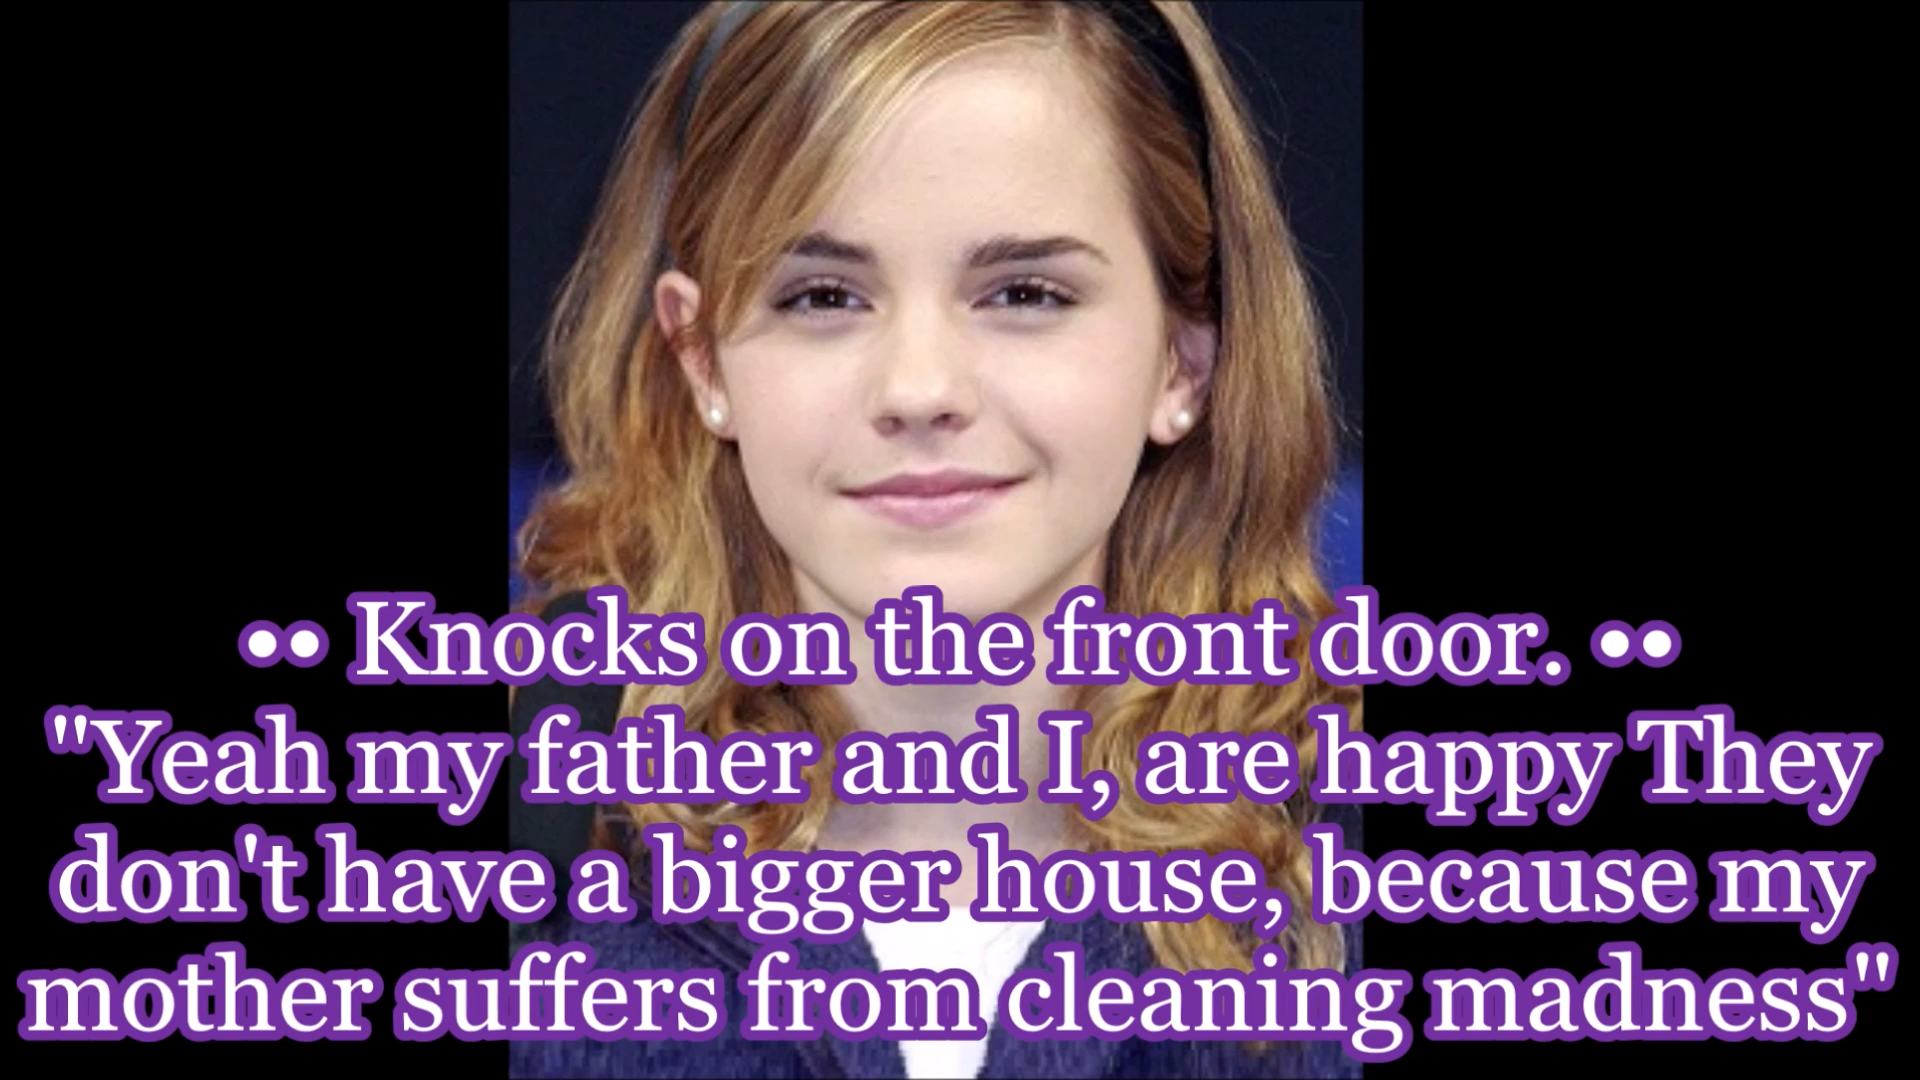 •• Knocks on the front door. ••
"Yeah my father and I, are happy They
don't have a bigger house, because my
mother suffers from cleaning madness"